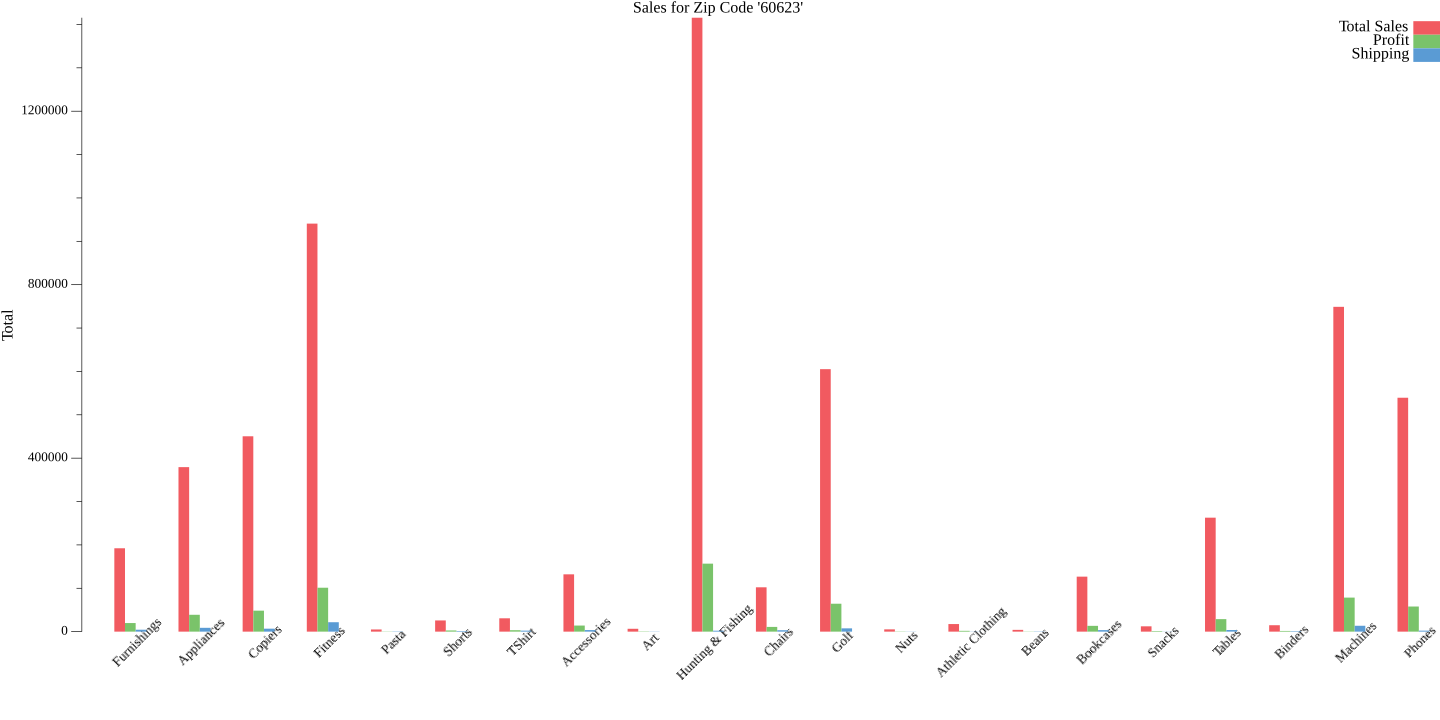 Sales for Zip Code '60623'
Total Sales
Profit
Shipping
1200000
800000
400000
0
Total
Furnishings
Appliances
Copiers
Fitness
Pasta
Shorts
TShirt
Accessories
Art
Hunting & Fishing
Chairs
Golf
Nuts
Athletic Clothing
Beans
Bookcases
Snacks
Tables
Binders
Machines
Phones